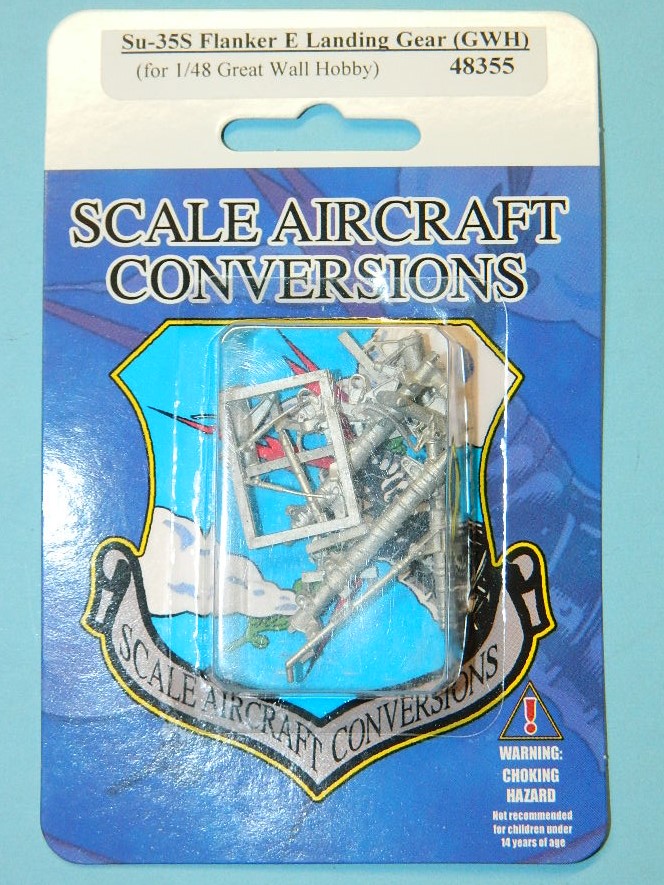 Su-35S Flanker E Landing Gear (GWH)
(for 1/48 Great Wall Hobby) 48355
SCALE AIRCRAFT
CONVERSIONS
SCALE AIRCRAFT CONVERSIONS
WARNING:
CHOKING
HAZARD
Not recommended
for children under
14 years of age